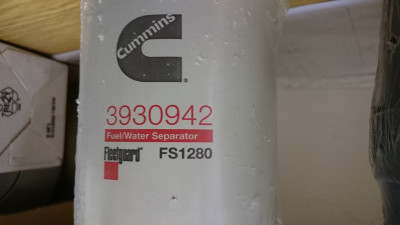 Cummins
3930942
Fuel/Water Separator
Fleetguard FS1280